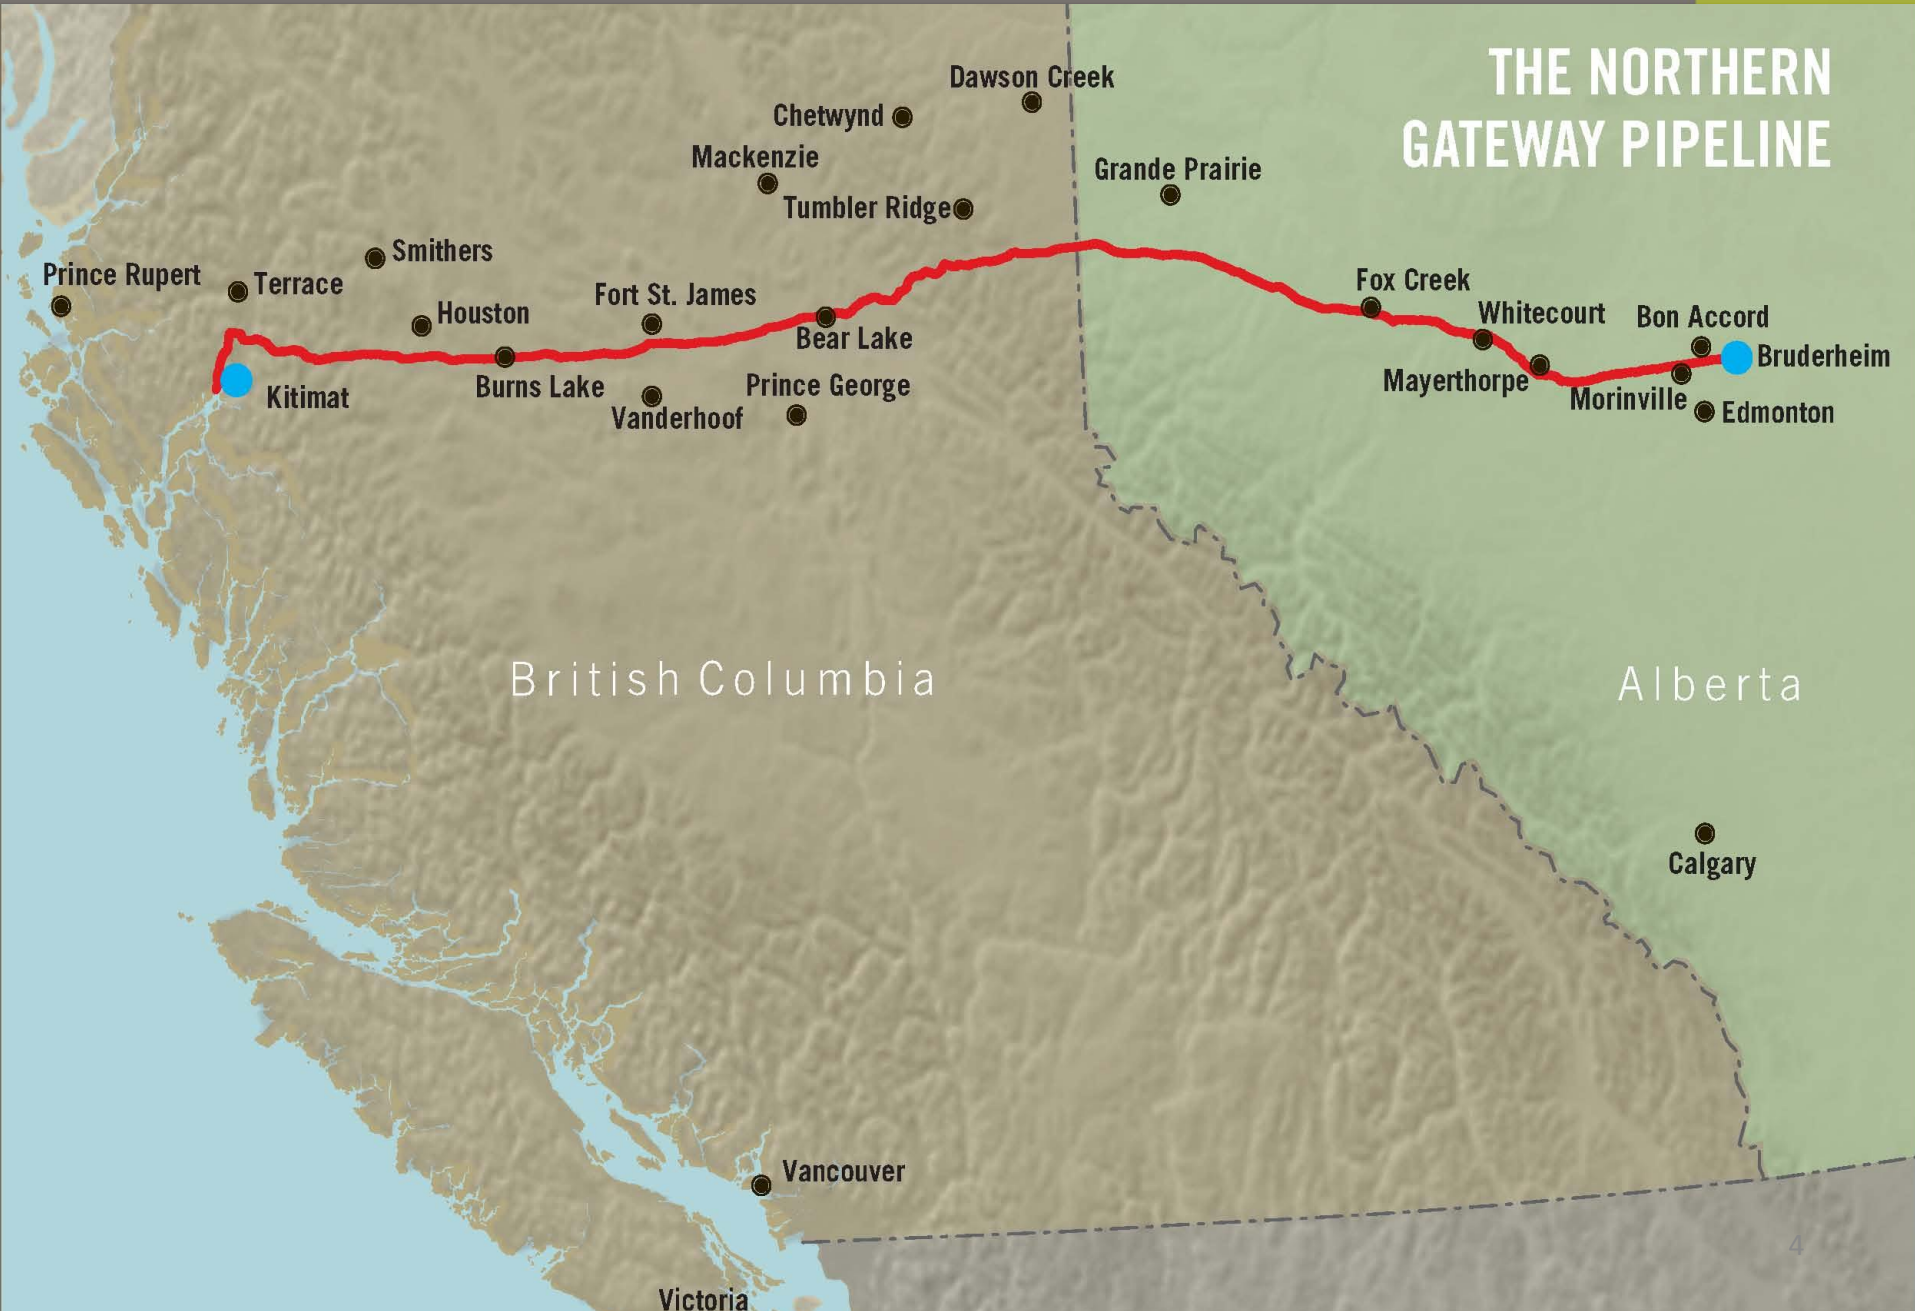 THE NORTHERN
GATEWAY PIPELINE
Dawson Creek
Chetwynd
Mackenzie
Grande Prairie
Tumbler Ridge
Smithers
Prince Rupert
Terrace
Fort St. James
Fox Creek
Houston
Whitecourt
Bon Accord
Bear Lake
Bruderheim
Burns Lake
Prince George
Mayerthorpe
Kitimat
Morinville
Vanderhoof
Edmonton
British Columbia
Alberta
Calgary
Vancouver
4
Victoria